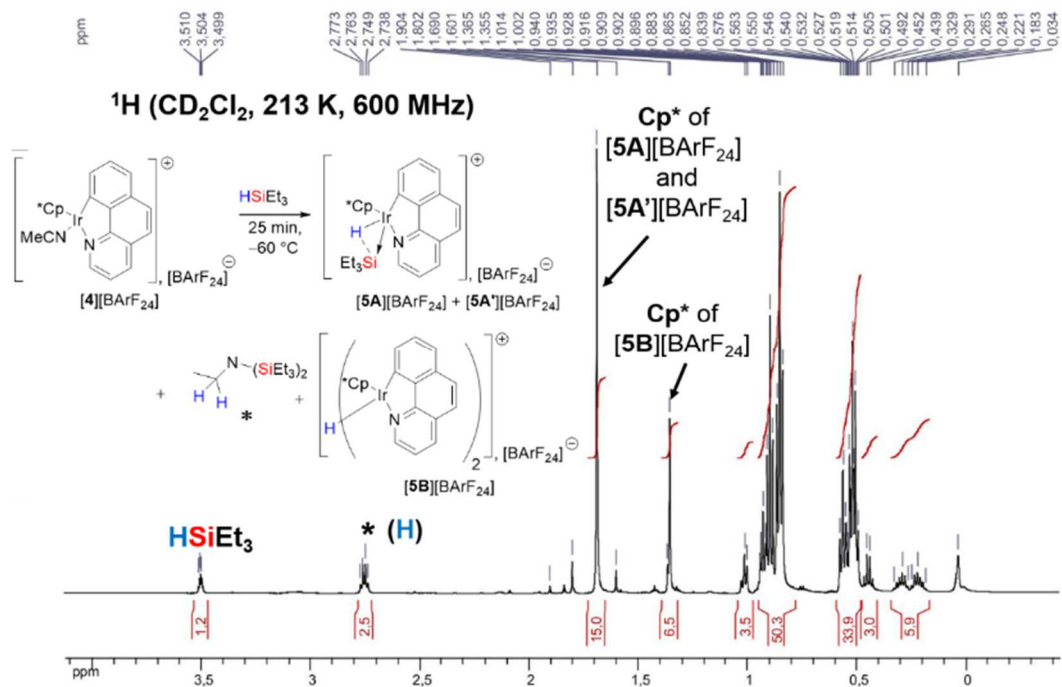 ppm
3,510
3,504
3,499
2,773
2,763
2,749
2,738
1,904
1,802
1,690
1,601
1,365
1,355
1,014
1,002
0,940
0,935
0,928
0,916
0,909
0,902
0,896
0,883
0,865
0,852
0,839
0,576
0,563
0,550
0,546
0,540
0,532
0,527
0,519
0,514
0,505
0,501
0,492
0,452
0,439
0,329
0,291
0,265
0,248
0,221
0,183
0,034
¹H (CD₂Cl₂, 213 K, 600 MHz)
*Cp
Ir
MeCN
N
⊕
, [BArF₂₄]⊖
[4][BArF₂₄]
HSiEt₃
25 min,
−60 °C
*Cp
Ir
H
N
Et₃Si
⊕
, [BArF₂₄]⊖
[5A][BArF₂₄] + [5A'][BArF₂₄]
Cp* of
[5A][BArF₂₄]
and
[5A'][BArF₂₄]
Cp* of
[5B][BArF₂₄]
+
N
(SiEt₃)₂
H
H
*
+
*Cp
Ir
H
N
2
⊕
, [BArF₂₄]⊖
[5B][BArF₂₄]
HSiEt₃
* (H)
1.2
2.5
15.0
6.5
3.5
50.3
33.9
3.0
5.9
ppm
3,5
3,0
2,5
2,0
1,5
1,0
0,5
0